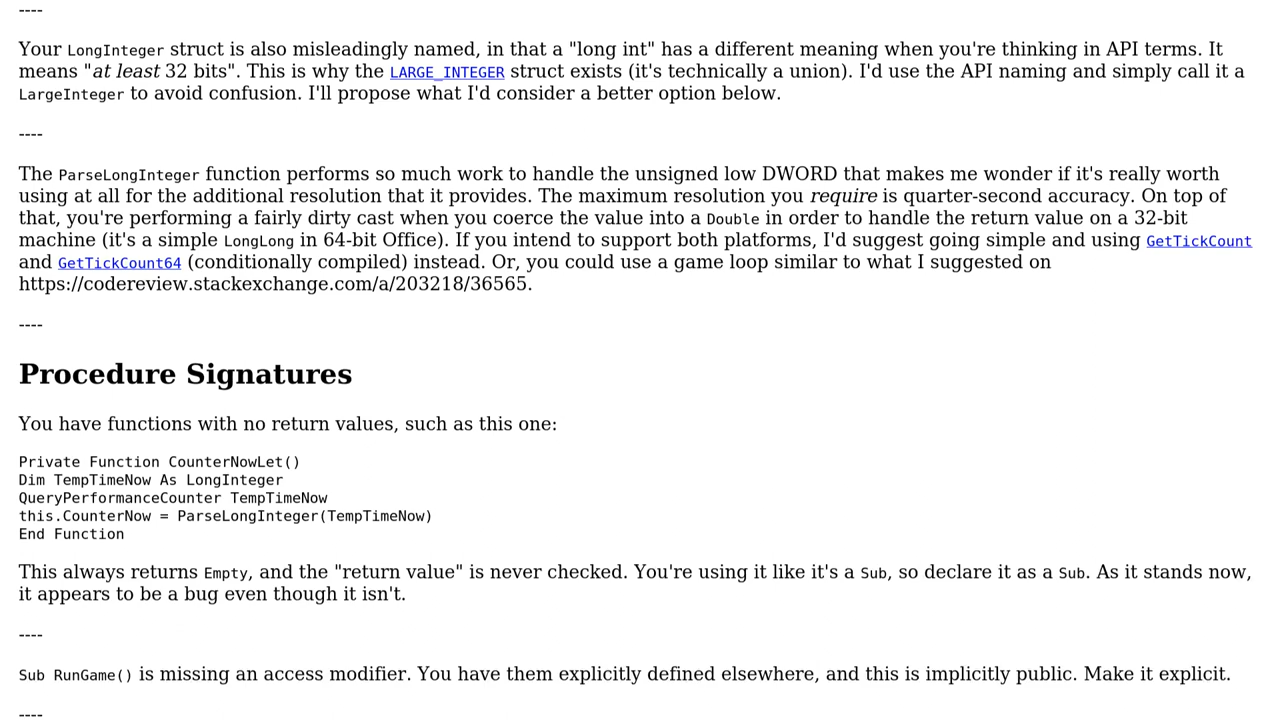 ----
Your LongInteger struct is also misleadingly named, in that a "long int" has a different meaning when you're thinking in API terms. It
means "at least 32 bits". This is why the LARGE_INTEGER struct exists (it's technically a union). I'd use the API naming and simply call it a
LargeInteger to avoid confusion. I'll propose what I'd consider a better option below.
----
The ParseLongInteger function performs so much work to handle the unsigned low DWORD that makes me wonder if it's really worth
using at all for the additional resolution that it provides. The maximum resolution you require is quarter-second accuracy. On top of
that, you're performing a fairly dirty cast when you coerce the value into a Double in order to handle the return value on a 32-bit
machine (it's a simple LongLong in 64-bit Office). If you intend to support both platforms, I'd suggest going simple and using GetTickCount
and GetTickCount64 (conditionally compiled) instead. Or, you could use a game loop similar to what I suggested on
https://codereview.stackexchange.com/a/203218/36565.
----
Procedure Signatures
You have functions with no return values, such as this one:
Private Function CounterNowLet()
Dim TempTimeNow As LongInteger
QueryPerformanceCounter TempTimeNow
this.CounterNow = ParseLongInteger(TempTimeNow)
End Function
This always returns Empty, and the "return value" is never checked. You're using it like it's a Sub, so declare it as a Sub. As it stands now,
it appears to be a bug even though it isn't.
----
Sub RunGame() is missing an access modifier. You have them explicitly defined elsewhere, and this is implicitly public. Make it explicit.
----